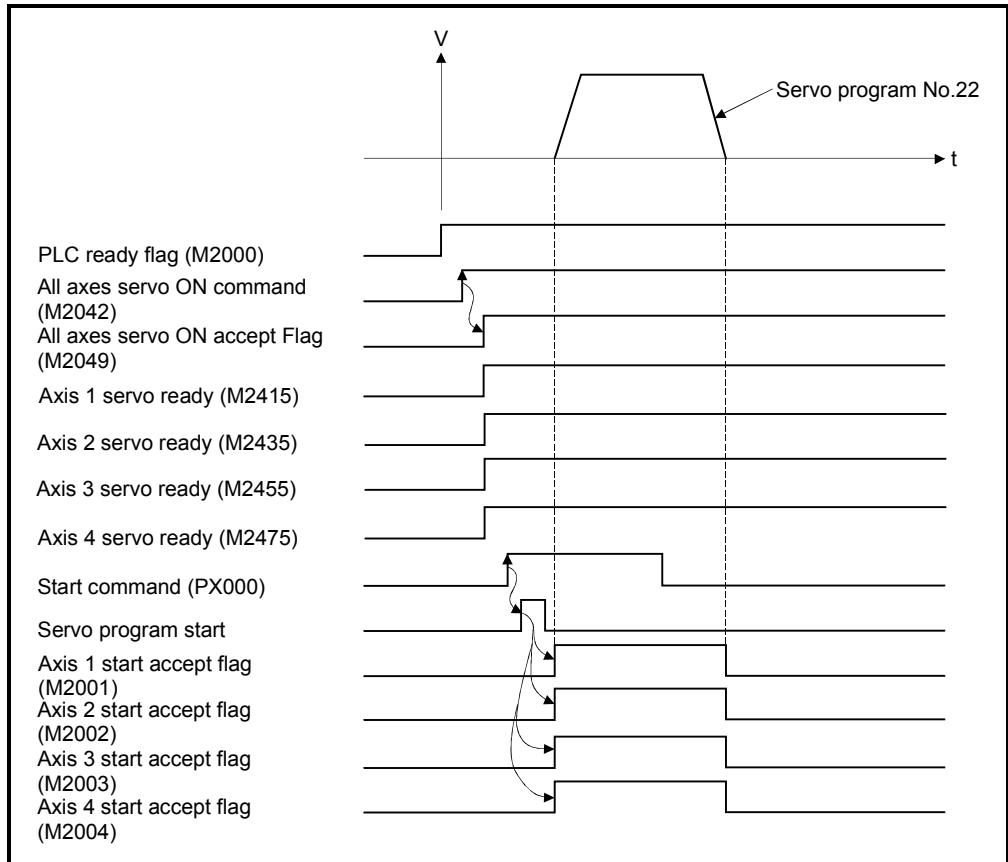 V
Servo program No.22
t
PLC ready flag (M2000)
All axes servo ON command
(M2042)
All axes servo ON accept Flag
(M2049)
Axis 1 servo ready (M2415)
Axis 2 servo ready (M2435)
Axis 3 servo ready (M2455)
Axis 4 servo ready (M2475)
Start command (PX000)
Servo program start
Axis 1 start accept flag
(M2001)
Axis 2 start accept flag
(M2002)
Axis 3 start accept flag
(M2003)
Axis 4 start accept flag
(M2004)